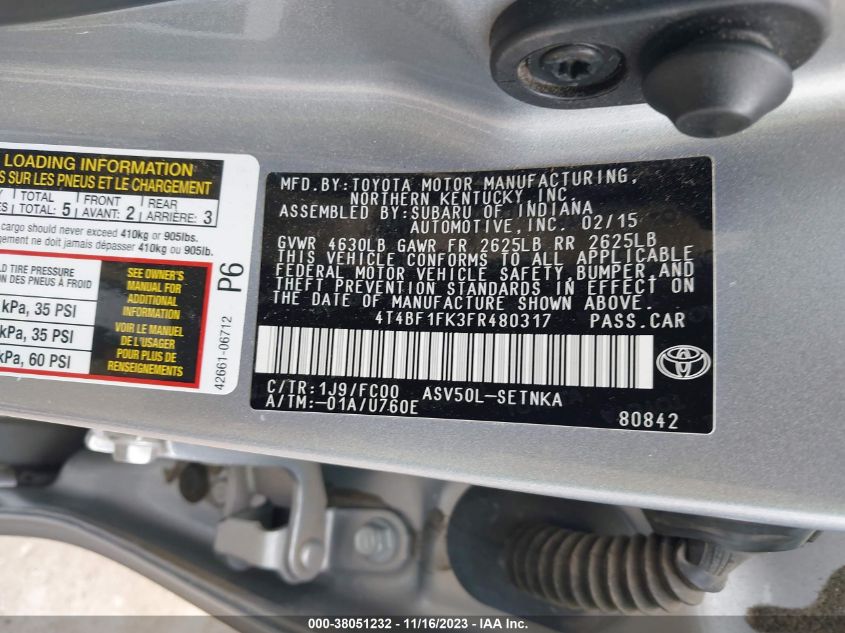 LOADING INFORMATION
SUR LES PNEUS ET LE CHARGEMENT
TOTAL FRONT REAR
TOTAL: 5 AVANT: 2 ARRIÈRE: 3
cargo should never exceed 410kg or 905lbs.
ne doit jamais dépasser 410kg ou 905lb.
TIRE PRESSURE
DES PNEUS À FROID
kPa, 35 PSI
kPa, 35 PSI
kPa, 60 PSI
SEE OWNER'S
MANUAL FOR
ADDITIONAL
INFORMATION
VOIR LE MANUEL
DE L'USAGER
POUR PLUS DE
RENSEIGNEMENTS
P6
42661-06712
MFD.BY:TOYOTA MOTOR MANUFACTURING,
NORTHERN KENTUCKY,INC.
ASSEMBLED BY:SUBARU OF INDIANA
AUTOMOTIVE, INC. 02/15
GVWR 4630LB GAWR FR 2625LB RR 2625LB
THIS VEHICLE CONFORMS TO ALL APPLICABLE
FEDERAL MOTOR VEHICLE SAFETY,BUMPER,AND
THEFT PREVENTION STANDARDS IN EFFECT ON
THE DATE OF MANUFACTURE SHOWN ABOVE.
4T4BF1FK3FR480317 PASS.CAR
C/TR:1J9/FC00 ASV50L-SETNKA
A/TM:-01A/U760E
80842
000-38051232 - 11/16/2023 - IAA